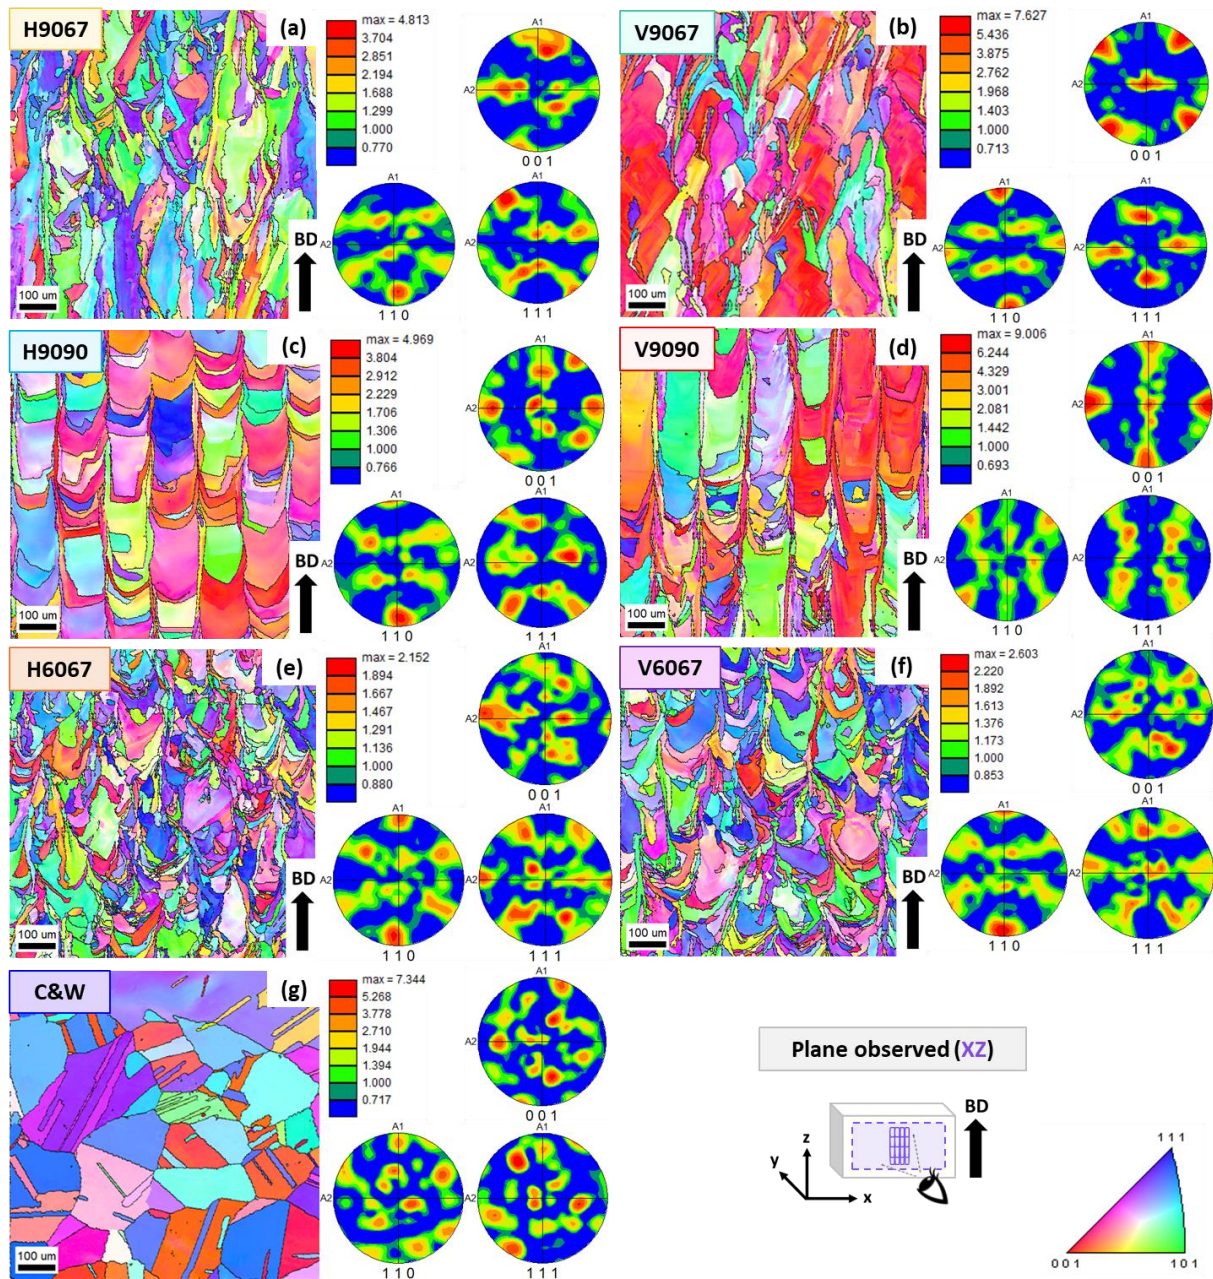 H9067
(a)
max = 4.813
3.704
2.851
2.194
1.688
1.299
1.000
0.770
A1
A2
0 0 1
A1
A2
1 1 0
A1
A2
1 1 1
BD
100 um
V9067
(b)
max = 7.627
5.436
3.875
2.762
1.968
1.403
1.000
0.713
A1
A2
0 0 1
A1
A2
1 1 0
A1
A2
1 1 1
BD
100 um
H9090
(c)
max = 4.969
3.804
2.912
2.229
1.706
1.306
1.000
0.766
A1
A2
0 0 1
A1
A2
1 1 0
A1
A2
1 1 1
BD
100 um
V9090
(d)
max = 9.006
6.244
4.329
3.001
2.081
1.442
1.000
0.693
A1
A2
0 0 1
A1
A2
1 1 0
A1
A2
1 1 1
BD
100 um
H6067
(e)
max = 2.152
1.894
1.667
1.467
1.291
1.136
1.000
0.880
A1
A2
0 0 1
A1
A2
1 1 0
A1
A2
1 1 1
BD
100 um
V6067
(f)
max = 2.603
2.220
1.892
1.613
1.376
1.173
1.000
0.853
A1
A2
0 0 1
A1
A2
1 1 0
A1
A2
1 1 1
BD
100 um
C&W
(g)
max = 7.344
5.268
3.778
2.710
1.944
1.394
1.000
0.717
A1
A2
0 0 1
A1
A2
1 1 0
A1
A2
1 1 1
100 um
Plane observed (XZ)
BD
z
y
x
1 1 1
0 0 1
1 0 1